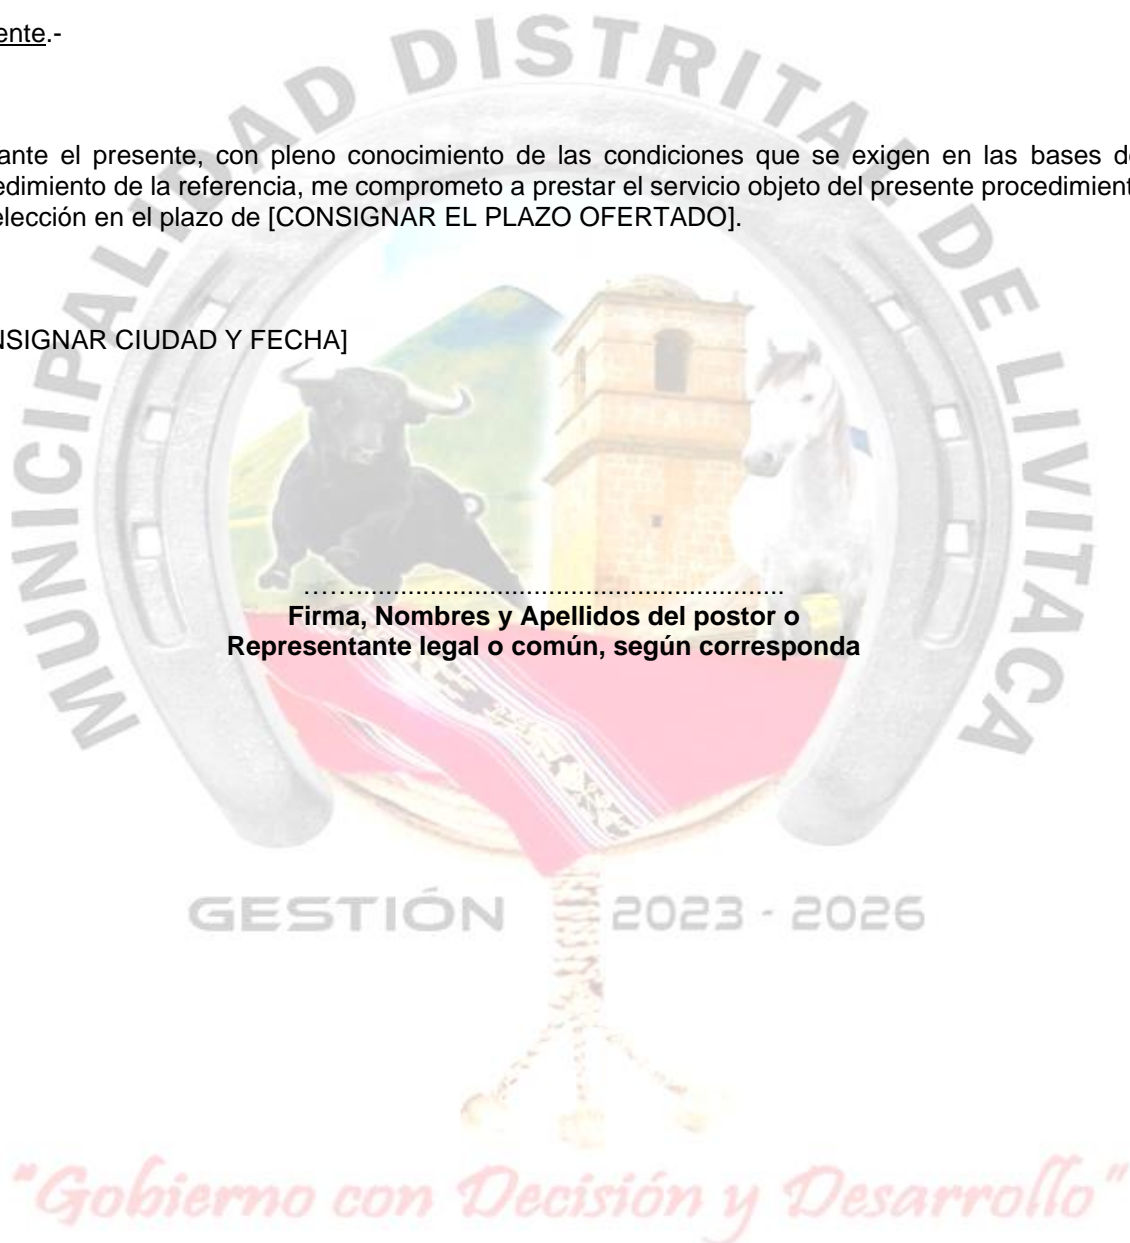 ente.-
ante el presente, con pleno conocimiento de las condiciones que se exigen en las bases de
edimiento de la referencia, me comprometo a prestar el servicio objeto del presente procedimient
elección en el plazo de [CONSIGNAR EL PLAZO OFERTADO].
NSIGNAR CIUDAD Y FECHA]
MUNICIPALIDAD DISTRITAL DE LIVITACA
................................................................
Firma, Nombres y Apellidos del postor o
Representante legal o común, según corresponda
GESTIÓN 2023 - 2026
"Gobierno con Decisión y Desarrollo"